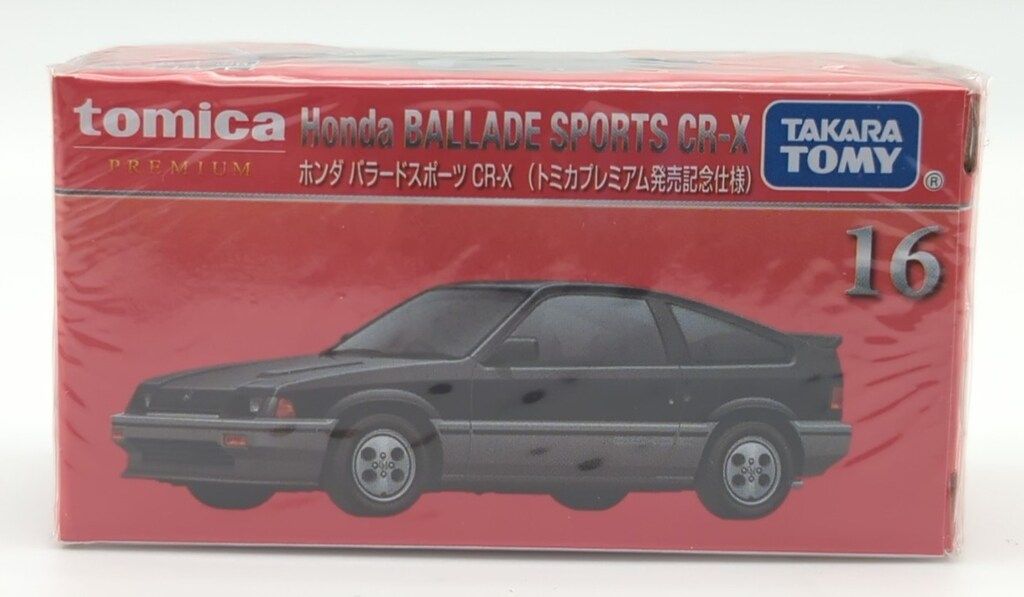 tomica
PREMIUM
Honda BALLADE SPORTS CR-X
ホンダ バラードスポーツ CR-X (トミカプレミアム発売記念仕様)
TAKARA
TOMY
®
16